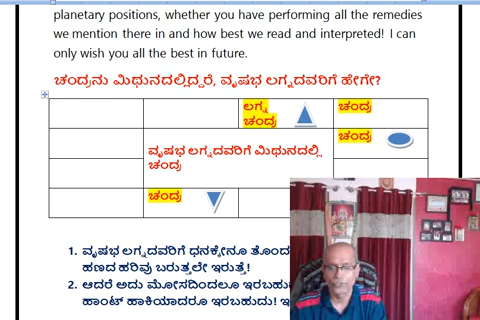 planetary positions, whether you have performing all the remedies
we mention there in and how best we read and interpreted! I can
only wish you all the best in future.
ಚಂದ್ರನು ಮಿಥುನದಲ್ಲಿದ್ದರೆ, ವೃಷಭ ಲಗ್ನದವರಿಗೆ ಹೇಗೇ?
ಲಗ್ನ
ಚಂದ್ರ
ಚಂದ್ರ
ಚಂದ್ರ
ವೃಷಭ ಲಗ್ನದವರಿಗೆ ಮಿಥುನದಲ್ಲಿ
ಚಂದ್ರ
ಚಂದ್ರ
1. ವೃಷಭ ಲಗ್ನದವರಿಗೆ ಧನಕ್ಕೇನೂ
ಹಣದ ಹರಿವು ಬರುತ್ತಲೇ ಇರುತ್ತೆ!
2. ಆದರೆ ಅದು ಮೋಸದಿಂದಲೂ
ಹಾಂಟ್ ಹಾಕಿಯಾದರೂ ಇರಬಹುದು!